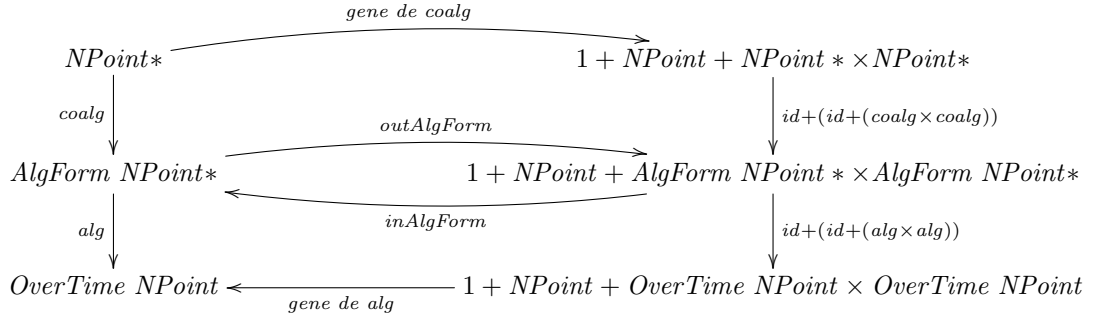 gene de coalg
NPoint∗ 1 + NPoint + NPoint ∗ ×NPoint∗
coalg id+(id+(coalg×coalg))
outAlgForm
AlgForm NPoint∗ 1 + NPoint + AlgForm NPoint ∗ ×AlgForm NPoint∗
inAlgForm
alg id+(id+(alg×alg))
OverTime NPoint 1 + NPoint + OverTime NPoint × OverTime NPoint
gene de alg